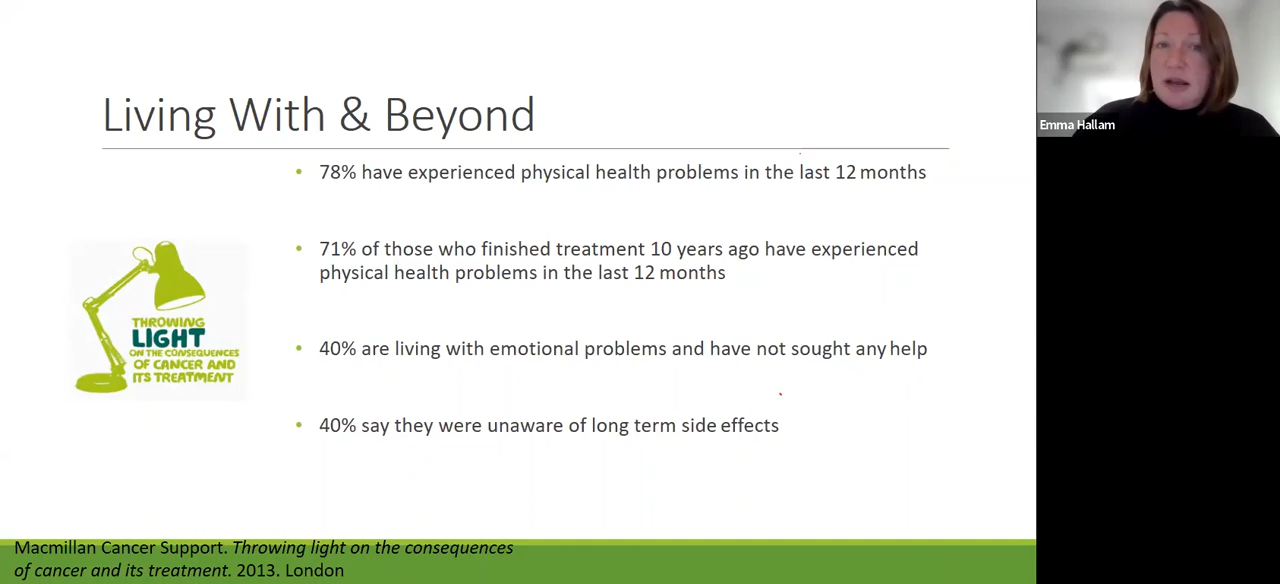 Living With & Beyond
• 78% have experienced physical health problems in the last 12 months
• 71% of those who finished treatment 10 years ago have experienced
physical health problems in the last 12 months
• 40% are living with emotional problems and have not sought any help
• 40% say they were unaware of long term side effects
THROWING
LIGHT
ON THE CONSEQUENCES
OF CANCER AND
ITS TREATMENT
Macmillan Cancer Support. Throwing light on the consequences
of cancer and its treatment. 2013. London
Emma Hallam